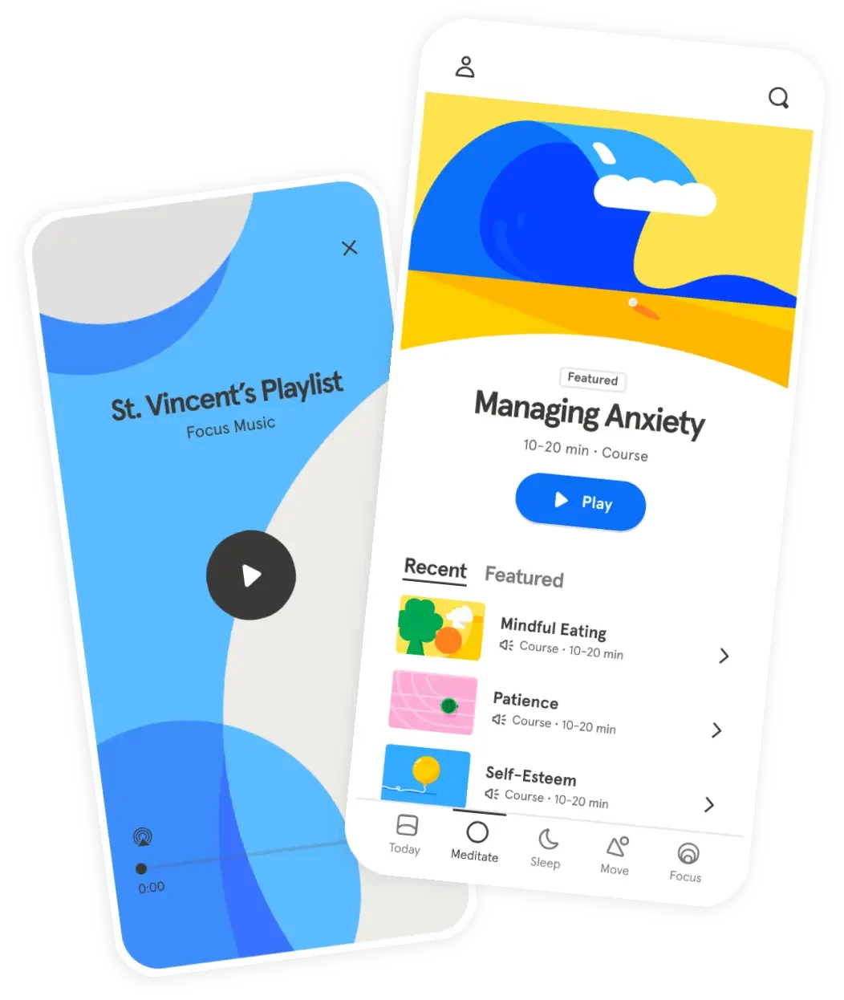 St. Vincent's Playlist
Focus Music
0:00
Featured
Managing Anxiety
10-20 min • Course
Play
Recent Featured
Mindful Eating
Course • 10-20 min
Patience
Course • 10-20 min
Self-Esteem
Course • 10-20 min
Today Meditate Sleep Move Focus